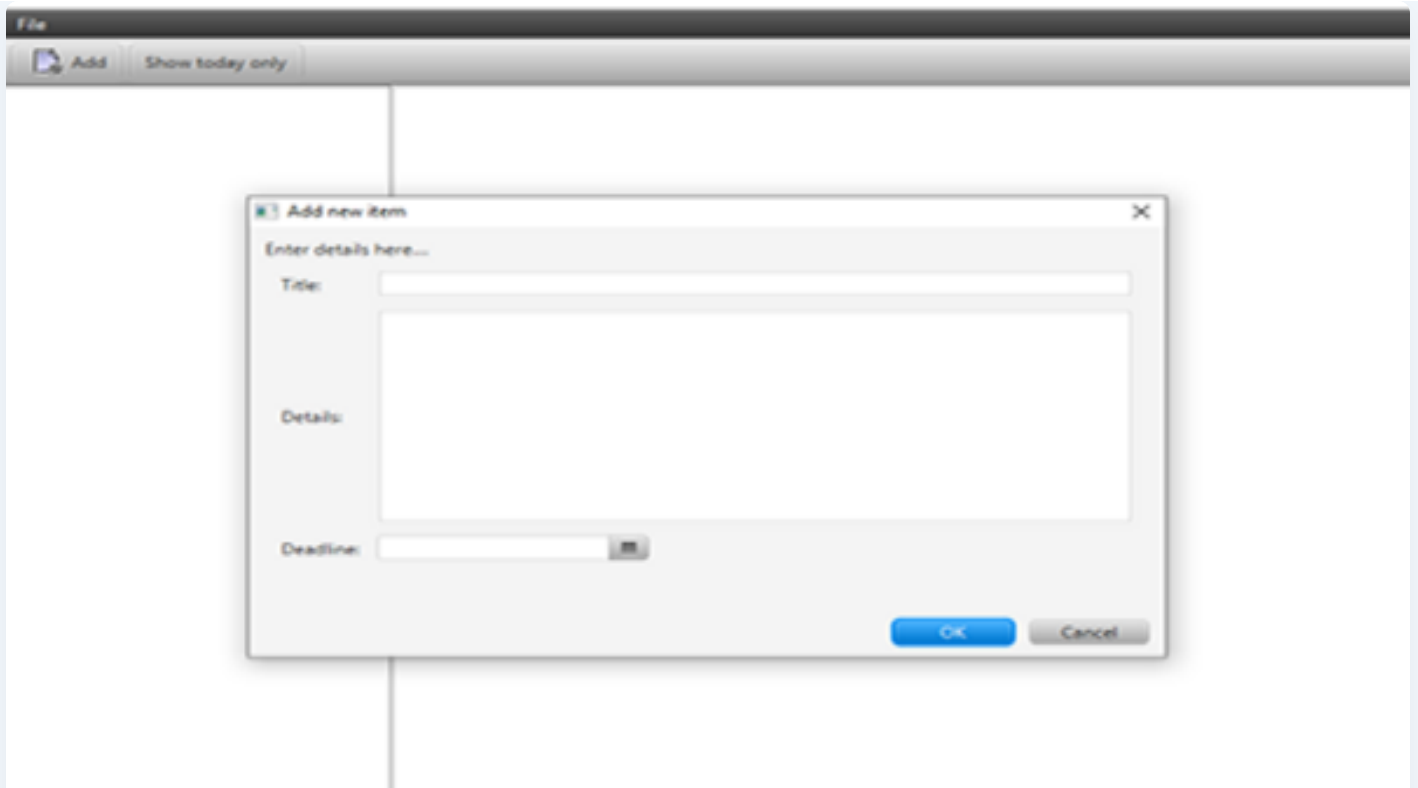 File
Add Show today only
Add new item
Enter details here...
Title:
Details:
Deadline:
OK Cancel